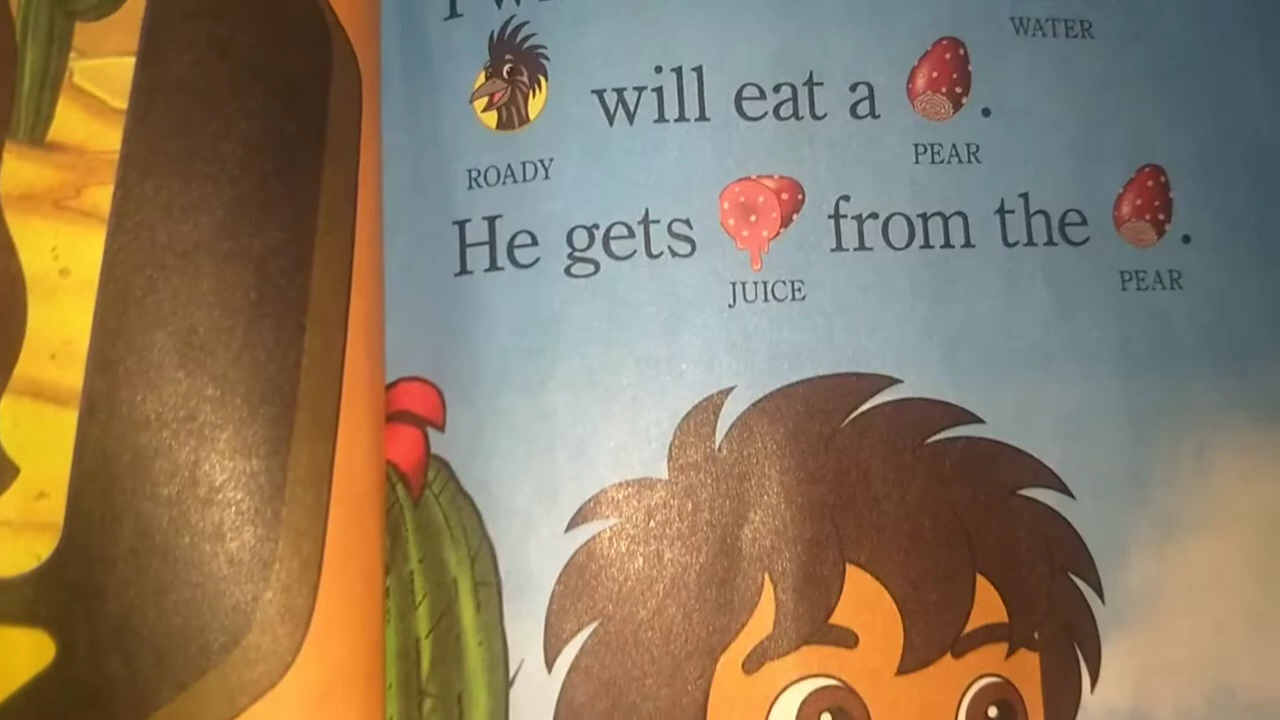 WATER
will eat a .
ROADY PEAR
He gets from the .
JUICE PEAR